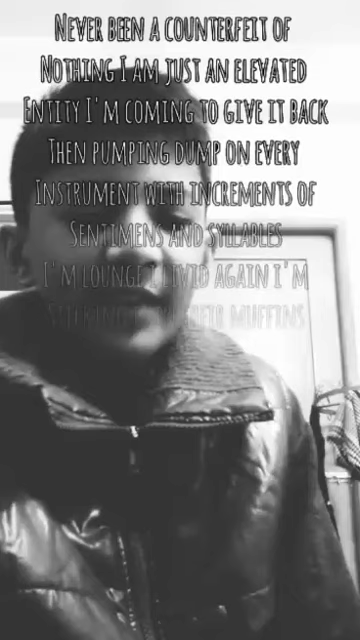 Never been a counterfeit of
Nothing I am just an elevated
Entity I'm coming to give it back
Then pumping dump on every
Instrument with increments of
Sentimens and syllables
I'm lounge I livid again I'm
muffins